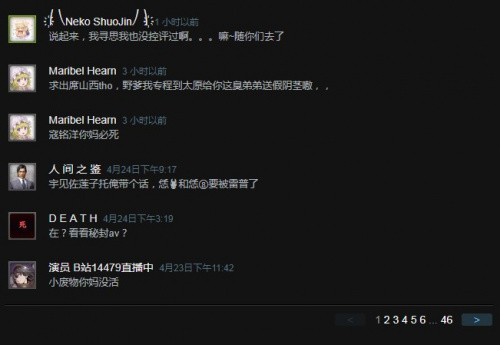 Neko ShuoJin 1 小时以前
说起来，我寻思我也没控评过啊。。。嘛~随你们去了
Maribel Hearn 3 小时以前
求出席山西tho，野爹我专程到太原给你这臭弟弟送假阴茎嗷，，
Maribel Hearn 3 小时以前
寇铭洋你妈必死
人 间 之 鉴 4月24日下午9:17
宇见佐莲子托俺带个话，恁和恁要被雷普了
D E A T H 4月24日下午3:19
在？看看秘封av？
死
演员 B站14479直播中 4月23日下午11:42
小废物你妈没活
< 1 2 3 4 5 6 ... 46 >